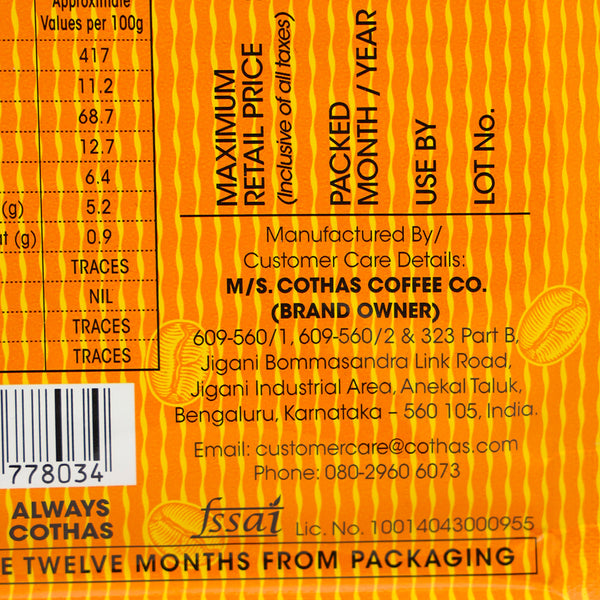 Approximate
Values per 100g
417
11.2
68.7
12.7
6.4
(g) 5.2
(g) 0.9
TRACES
NIL
TRACES
TRACES
MAXIMUM
RETAIL PRICE
(Inclusive of all taxes)
PACKED
MONTH / YEAR
USE BY
LOT No.
Manufactured By/
Customer Care Details:
M/S. COTHAS COFFEE CO.
(BRAND OWNER)
609-560/1, 609-560/2 & 323 Part B,
Jigani Bommasandra Link Road,
Jigani Industrial Area, Anekal Taluk,
Bengaluru, Karnataka – 560 105, India.
Email: customercare@cothas.com
Phone: 080-2960 6073
778034
ALWAYS
COTHAS
fssai Lic. No. 10014043000955
E TWELVE MONTHS FROM PACKAGING